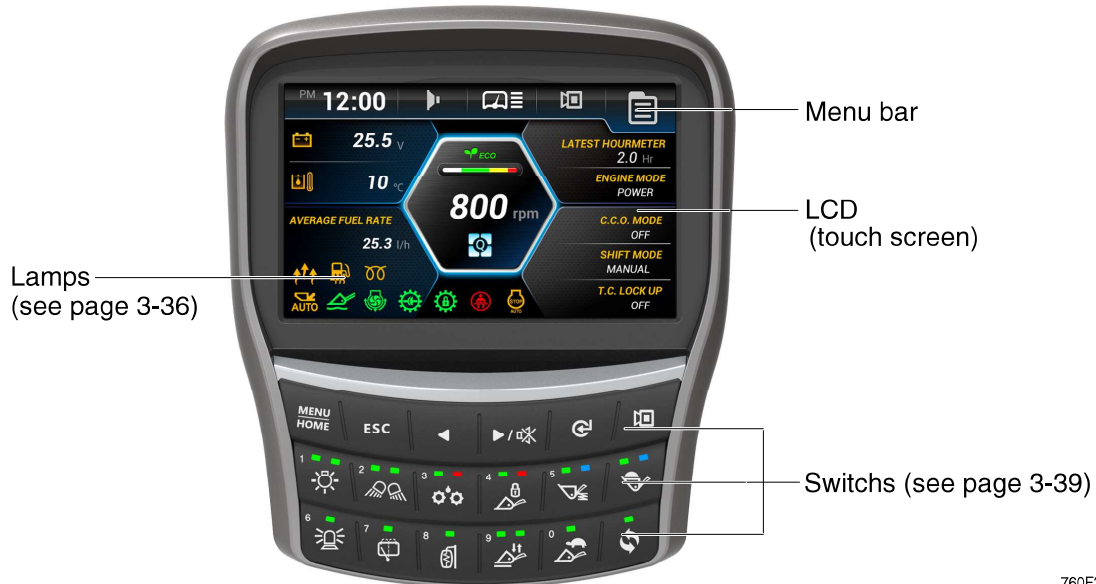 PM 12:00
25.5 V
10 °C
AVERAGE FUEL RATE
25.3 l/h
AUTO
STOP
AUTO
ECO
800 rpm
Q
LATEST HOURMETER
2.0 Hr
ENGINE MODE
POWER
C.C.O. MODE
OFF
SHIFT MODE
MANUAL
T.C. LOCK UP
OFF
Menu bar
LCD
(touch screen)
Lamps
(see page 3-36)
MENU
HOME
ESC
1
2
3
4
5
6
7
8
9
0
Switchs (see page 3-39)